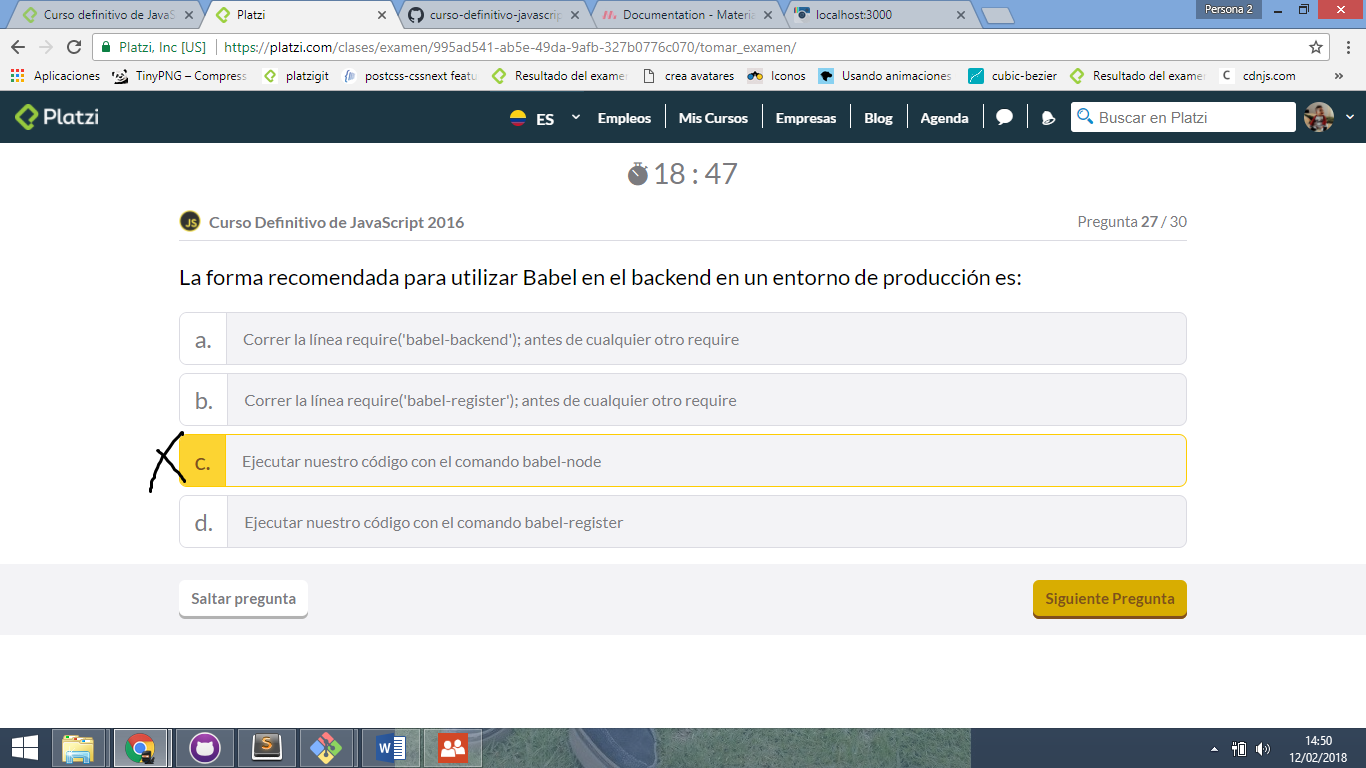 Curso definitivo de JavaS
Platzi
curso-definitivo-javascrip
Documentation - Materia
localhost:3000
Persona 2
Platzi, Inc [US]
https://platzi.com/clases/examen/995ad541-ab5e-49da-9afb-327b0776c070/tomar_examen/
Aplicaciones
TinyPNG – Compress
platzigit
postcss-cssnext featu
Resultado del exame
crea avatares
Iconos
Usando animaciones
cubic-bezier
Resultado del exame
cdnjs.com
»
Platzi
ES
Empleos
Mis Cursos
Empresas
Blog
Agenda
Buscar en Platzi
18 : 47
JS
Curso Definitivo de JavaScript 2016
Pregunta 27 / 30
La forma recomendada para utilizar Babel en el backend en un entorno de producción es:
a. Correr la línea require('babel-backend'); antes de cualquier otro require
b. Correr la línea require('babel-register'); antes de cualquier otro require
X
c. Ejecutar nuestro código con el comando babel-node
d. Ejecutar nuestro código con el comando babel-register
Saltar pregunta
Siguiente Pregunta
14:50
12/02/2018